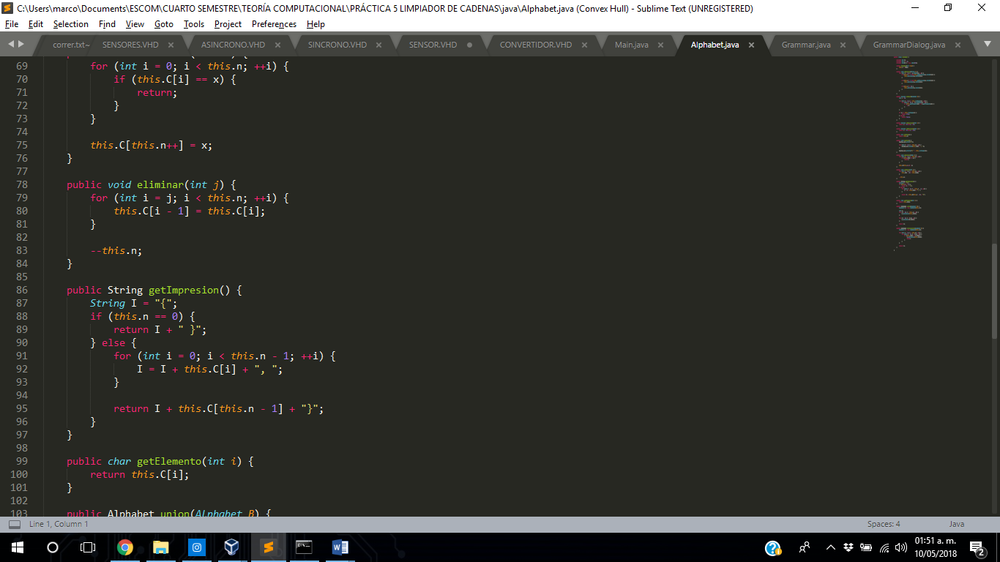 C:\Users\marco\Documents\ESCOM\CUARTO SEMESTRE\TEORÍA COMPUTACIONAL\PRÁCTICA 5 LIMPIADOR DE CADENAS\java\Alphabet.java (Convex Hull) - Sublime Text (UNREGISTERED)
File Edit Selection Find View Goto Tools Project Preferences Help
correr.txt~ SENSORES.VHD ASINCRONO.VHD SINCRONO.VHD SENSOR.VHD CONVERTIDOR.VHD Main.java Alphabet.java Grammar.java GrammarDialog.java
69 for (int i = 0; i < this.n; ++i) {
70 if (this.C[i] == x) {
71 return;
72 }
73 }
74
75 this.C[this.n++] = x;
76 }
77
78 public void eliminar(int j) {
79 for (int i = j; i < this.n; ++i) {
80 this.C[i - 1] = this.C[i];
81 }
82
83 --this.n;
84 }
85
86 public String getImpresion() {
87 String I = "{";
88 if (this.n == 0) {
89 return I + " }";
90 } else {
91 for (int i = 0; i < this.n - 1; ++i) {
92 I = I + this.C[i] + ", ";
93 }
94
95 return I + this.C[this.n - 1] + "}";
96 }
97 }
98
99 public char getElemento(int i) {
100 return this.C[i];
101 }
102
103 public Alphabet union(Alphabet B) {
Line 1, Column 1 Spaces: 4 Java
01:51 a. m.
10/05/2018
2